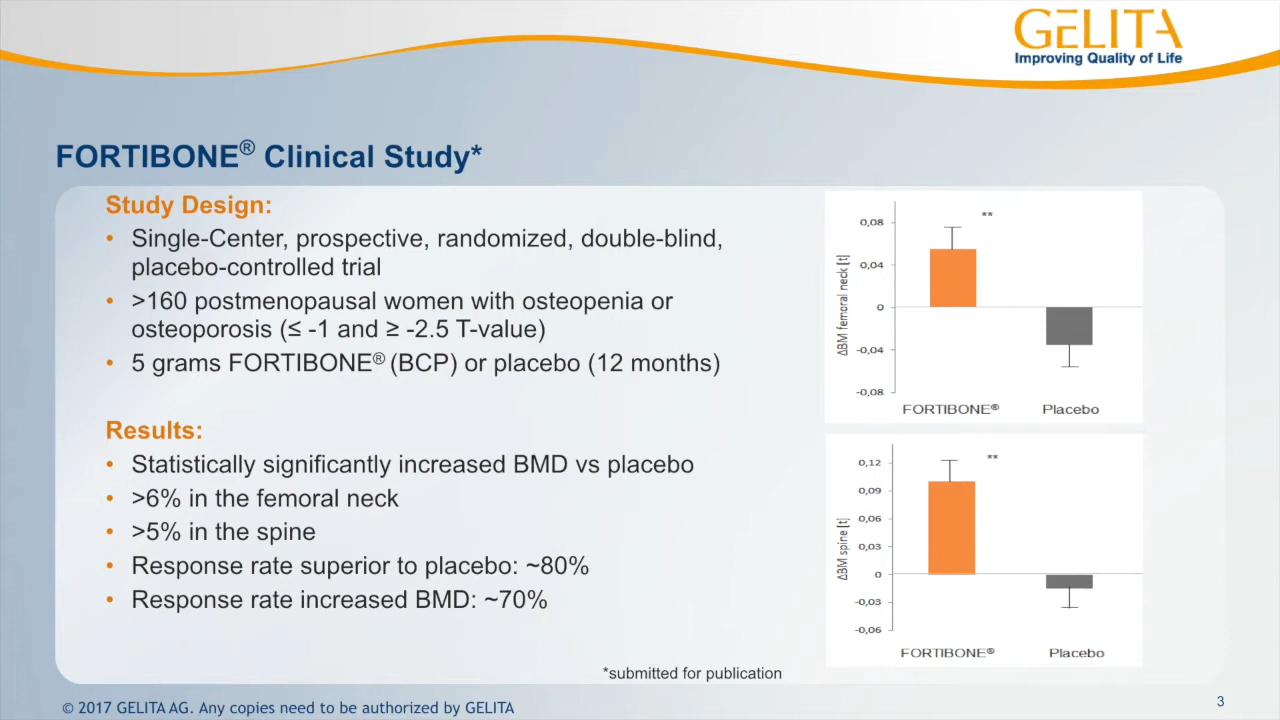 GELITA
Improving Quality of Life
FORTIBONE® Clinical Study*
Study Design:
• Single-Center, prospective, randomized, double-blind,
placebo-controlled trial
• >160 postmenopausal women with osteopenia or
osteoporosis (≤ -1 and ≥ -2.5 T-value)
• 5 grams FORTIBONE® (BCP) or placebo (12 months)
Results:
• Statistically significantly increased BMD vs placebo
• >6% in the femoral neck
• >5% in the spine
• Response rate superior to placebo: ~80%
• Response rate increased BMD: ~70%
*submitted for publication
ΔBM femoral neck [t]
0,08
0,04
0
-0,04
-0,08
**
FORTIBONE® Placebo
ΔBM spine [t]
0,12
0,09
0,06
0,03
0
-0,03
-0,06
**
FORTIBONE® Placebo
© 2017 GELITA AG. Any copies need to be authorized by GELITA
3